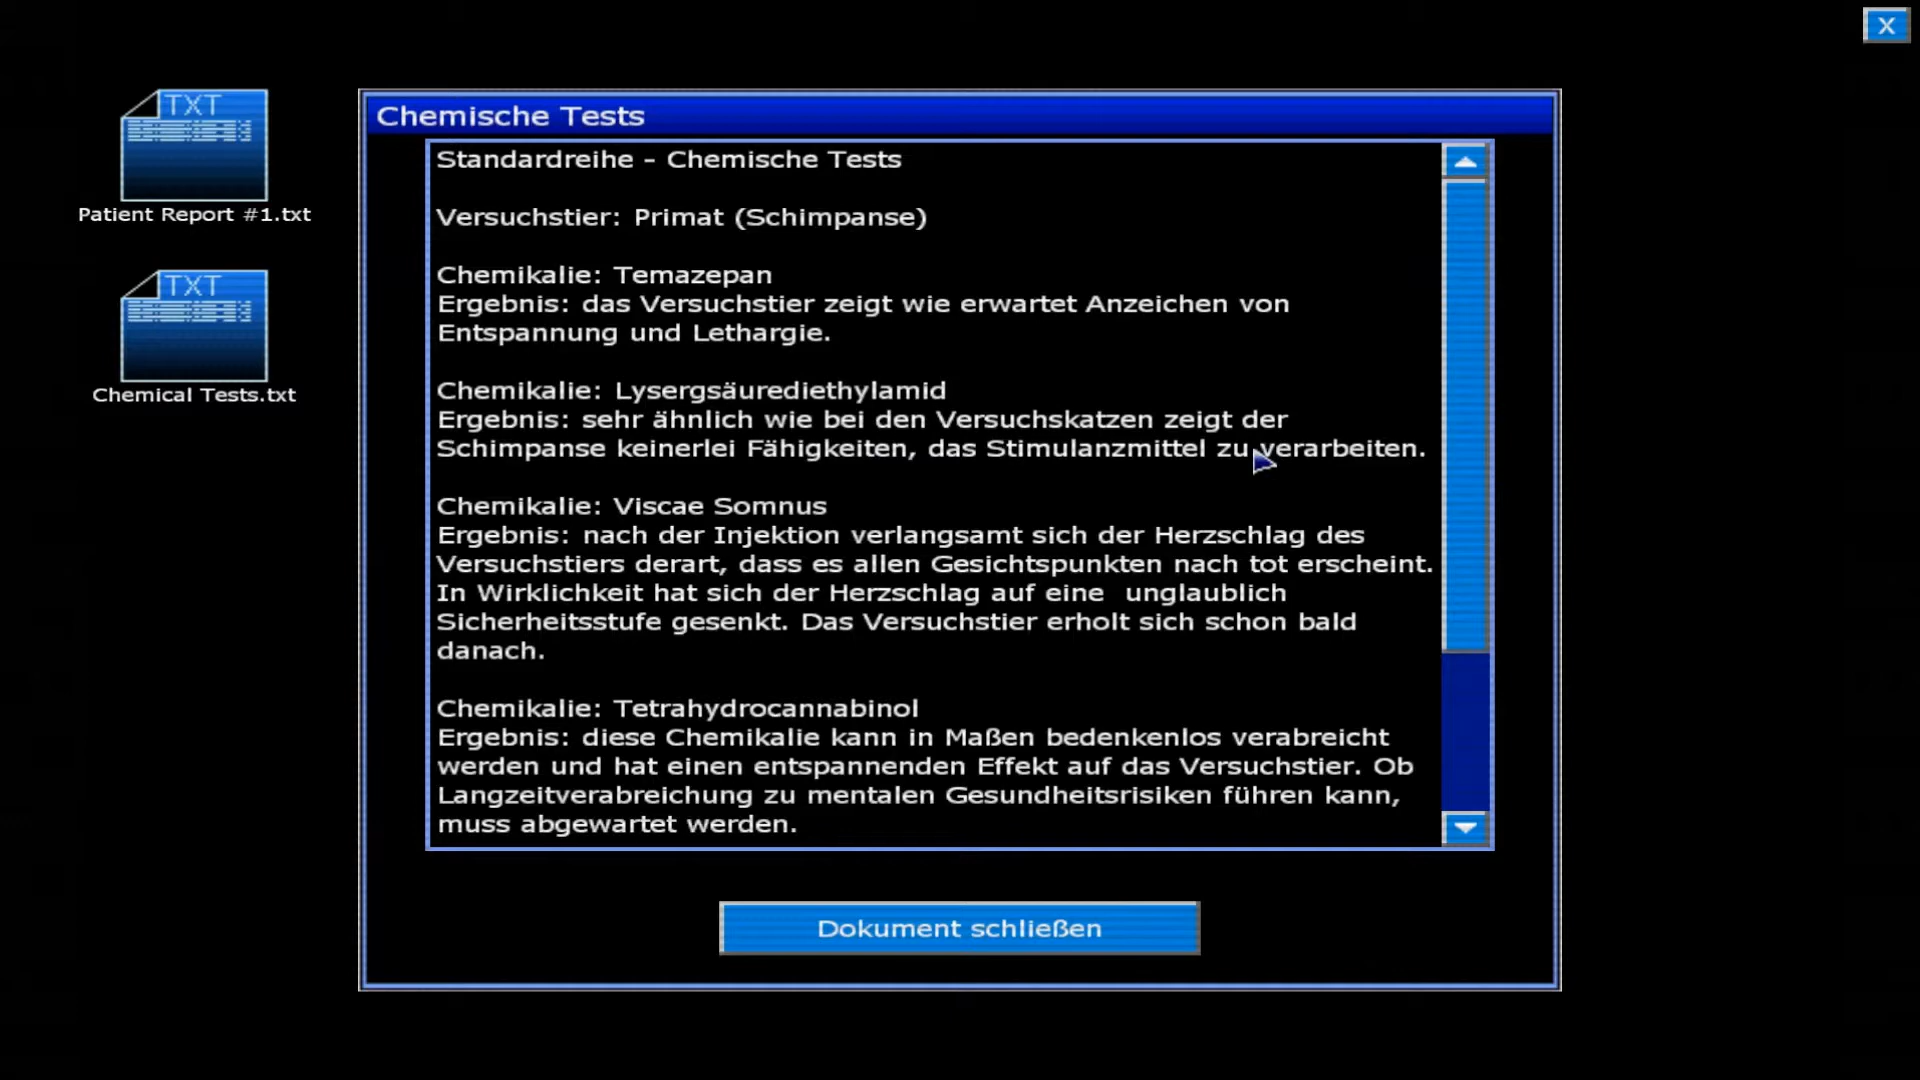 X
TXT
Patient Report #1.txt
TXT
Chemical Tests.txt
Chemische Tests
Standardreihe - Chemische Tests
Versuchstier: Primat (Schimpanse)
Chemikalie: Temazepan
Ergebnis: das Versuchstier zeigt wie erwartet Anzeichen von
Entspannung und Lethargie.
Chemikalie: Lysergsäurediethylamid
Ergebnis: sehr ähnlich wie bei den Versuchskatzen zeigt der
Schimpanse keinerlei Fähigkeiten, das Stimulanzmittel zu verarbeiten.
Chemikalie: Viscae Somnus
Ergebnis: nach der Injektion verlangsamt sich der Herzschlag des
Versuchstiers derart, dass es allen Gesichtspunkten nach tot erscheint.
In Wirklichkeit hat sich der Herzschlag auf eine  unglaublich
Sicherheitsstufe gesenkt. Das Versuchstier erholt sich schon bald
danach.
Chemikalie: Tetrahydrocannabinol
Ergebnis: diese Chemikalie kann in Maßen bedenkenlos verabreicht
werden und hat einen entspannenden Effekt auf das Versuchstier. Ob
Langzeitverabreichung zu mentalen Gesundheitsrisiken führen kann,
muss abgewartet werden.
Dokument schließen